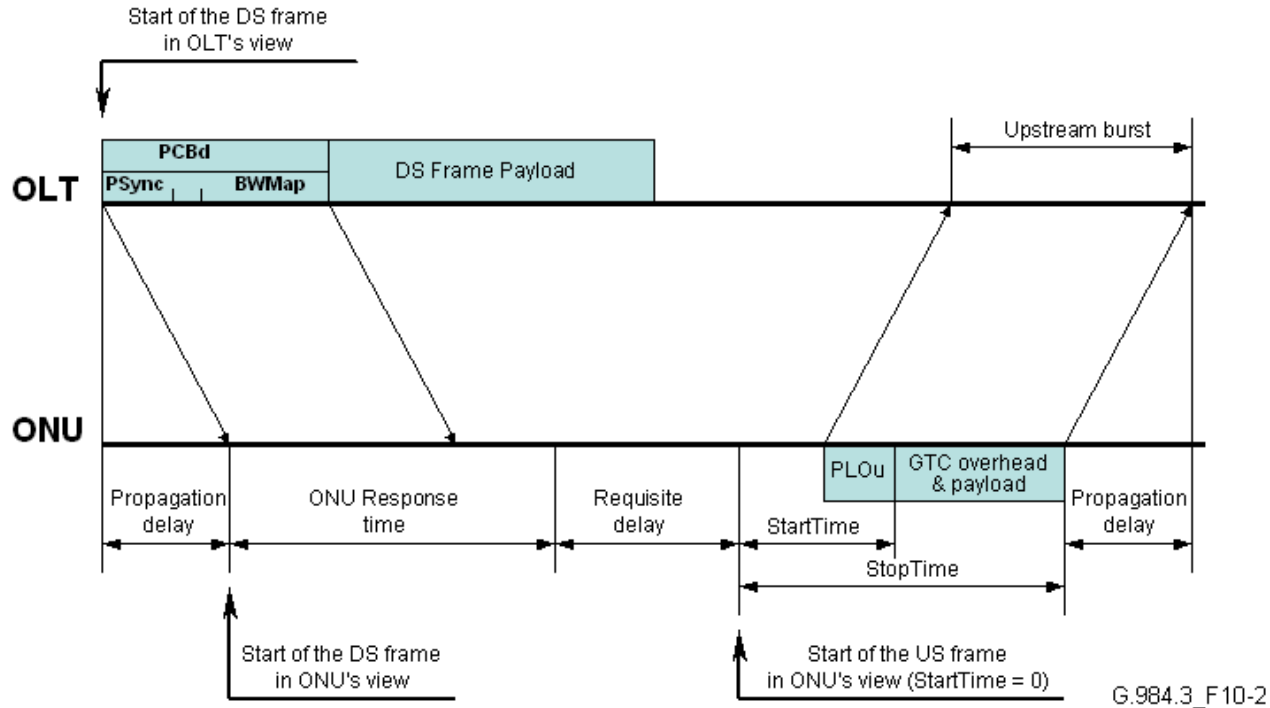 Start of the DS frame
in OLT's view
Upstream burst
PCBd
DS Frame Payload
PSync
BWMap
OLT
ONU
PLOu
GTC overhead
& payload
Propagation
delay
ONU Response
time
Requisite
delay
StartTime
Propagation
delay
StopTime
Start of the DS frame
in ONU's view
Start of the US frame
in ONU's view (StartTime = 0)
G.984.3_F10-2